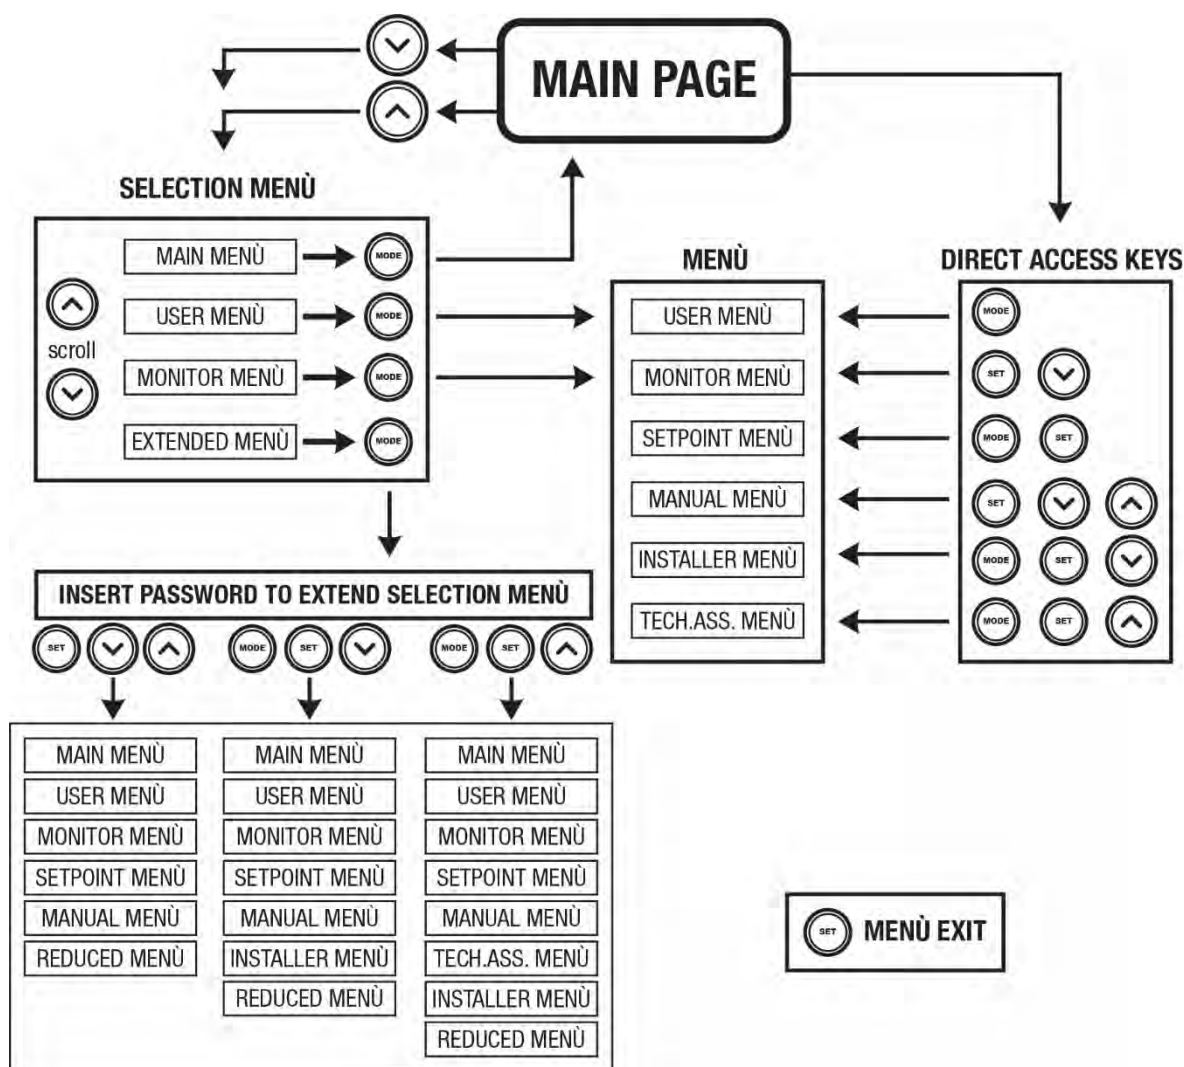 MAIN PAGE
SELECTION MENÙ
MAIN MENÙ MODE
USER MENÙ MODE
scroll
MONITOR MENÙ MODE
EXTENDED MENÙ MODE
MENÙ
USER MENÙ
MONITOR MENÙ
SETPOINT MENÙ
MANUAL MENÙ
INSTALLER MENÙ
TECH.ASS. MENÙ
DIRECT ACCESS KEYS
MODE
SET
MODE SET
SET
MODE SET
MODE SET
INSERT PASSWORD TO EXTEND SELECTION MENÙ
SET
MODE SET
MODE SET
MAIN MENÙ
USER MENÙ
MONITOR MENÙ
SETPOINT MENÙ
MANUAL MENÙ
REDUCED MENÙ
MAIN MENÙ
USER MENÙ
MONITOR MENÙ
SETPOINT MENÙ
MANUAL MENÙ
INSTALLER MENÙ
REDUCED MENÙ
MAIN MENÙ
USER MENÙ
MONITOR MENÙ
SETPOINT MENÙ
MANUAL MENÙ
TECH.ASS. MENÙ
INSTALLER MENÙ
REDUCED MENÙ
SET MENÙ EXIT